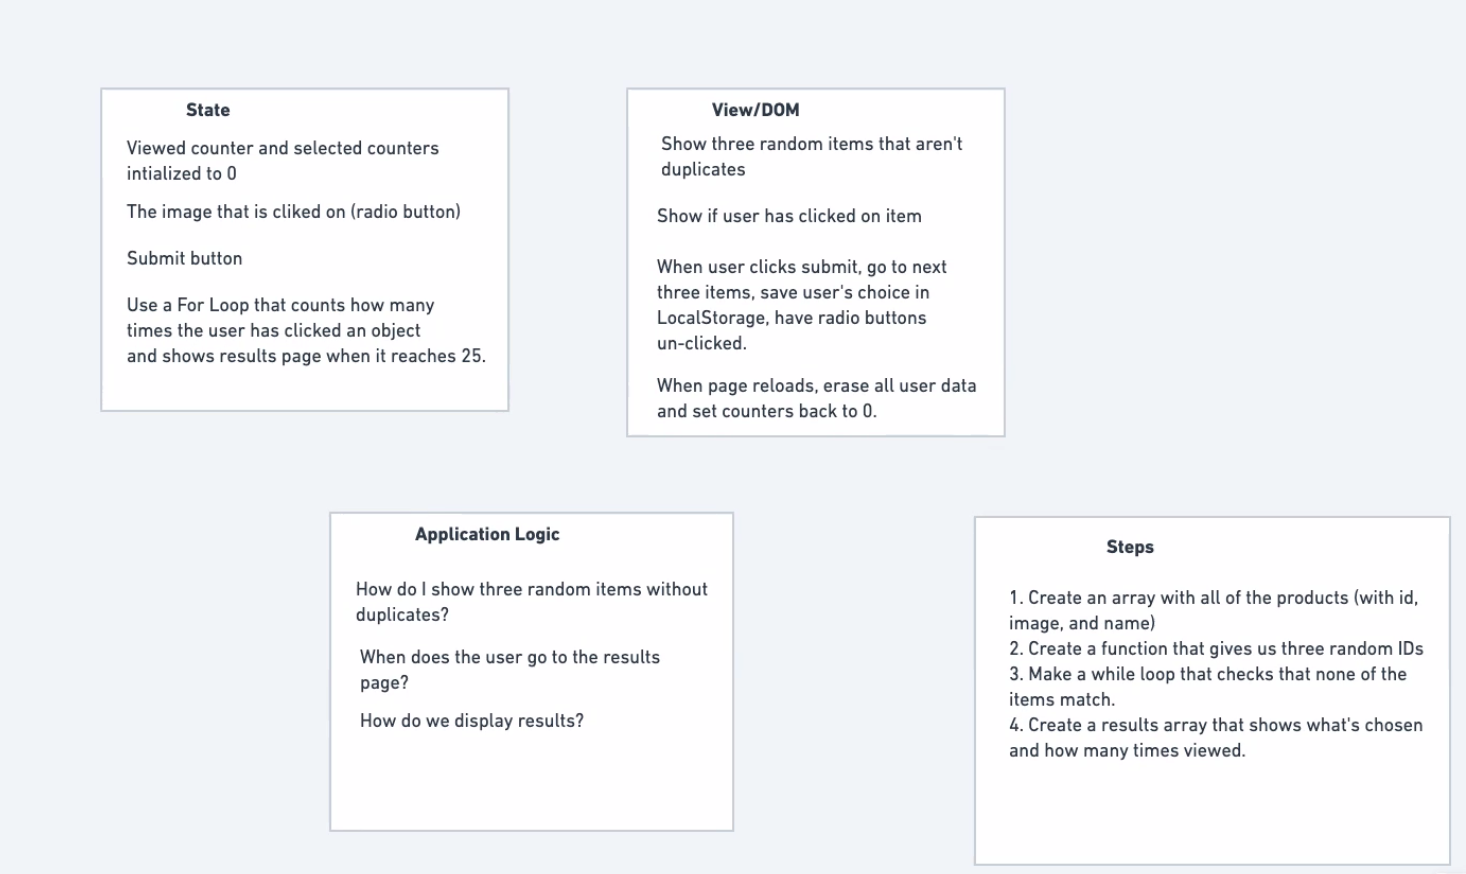 State
Viewed counter and selected counters
intialized to 0
The image that is cliked on (radio button)
Submit button
Use a For Loop that counts how many
times the user has clicked an object
and shows results page when it reaches 25.
View/DOM
Show three random items that aren't
duplicates
Show if user has clicked on item
When user clicks submit, go to next
three items, save user's choice in
LocalStorage, have radio buttons
un-clicked.
When page reloads, erase all user data
and set counters back to 0.
Application Logic
How do I show three random items without
duplicates?
When does the user go to the results
page?
How do we display results?
Steps
1. Create an array with all of the products (with id,
image, and name)
2. Create a function that gives us three random IDs
3. Make a while loop that checks that none of the
items match.
4. Create a results array that shows what's chosen
and how many times viewed.